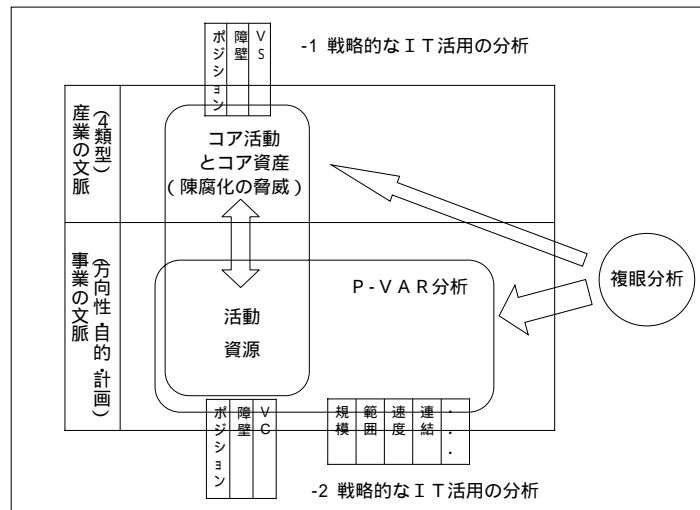 ポジション
障壁
VS
-1 戦略的なＩＴ活用の分析
産業の文脈
(4類型)
コア活動
とコア資産
(陳腐化の脅威)
事業の文脈
(方向性・目的・計画)
P-ＶＡＲ分析
活動
資源
複眼分析
ポジション
障壁
VC
規模
範囲
速度
連結
・・・
-2 戦略的なＩＴ活用の分析